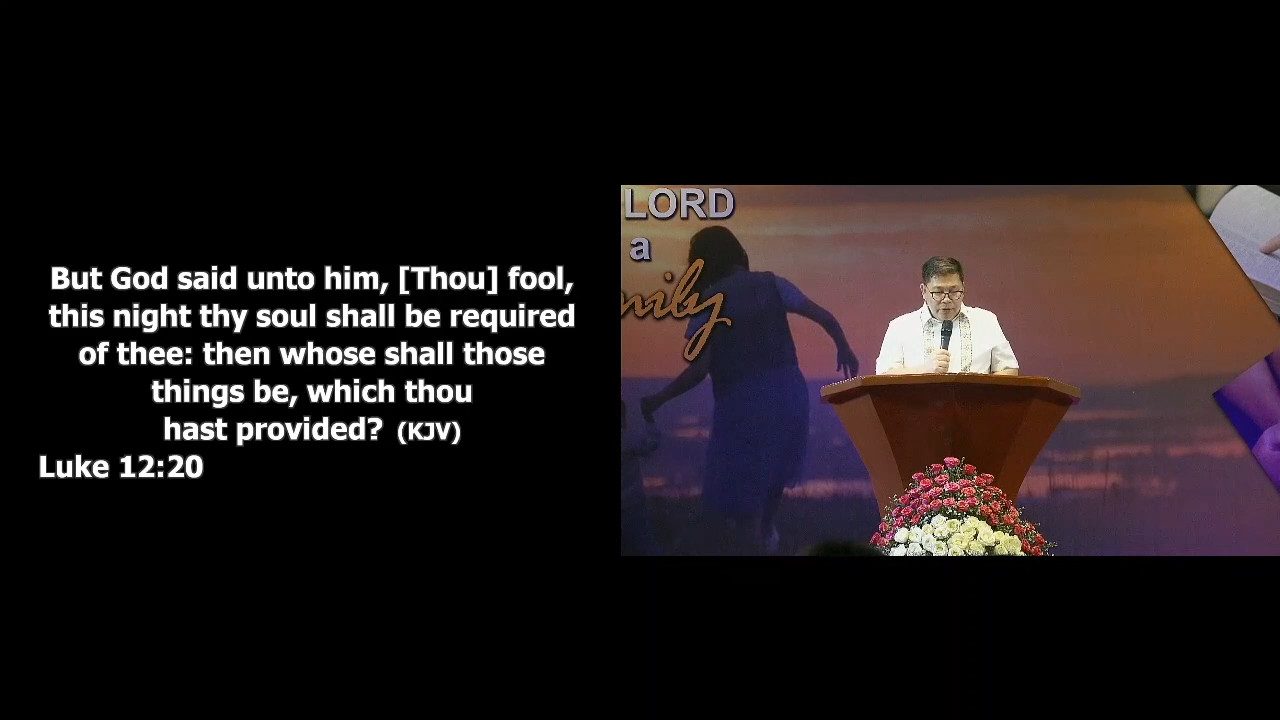 But God said unto him, [Thou] fool,
this night thy soul shall be required
of thee: then whose shall those
things be, which thou
hast provided? (KJV)
Luke 12:20
LORD
a